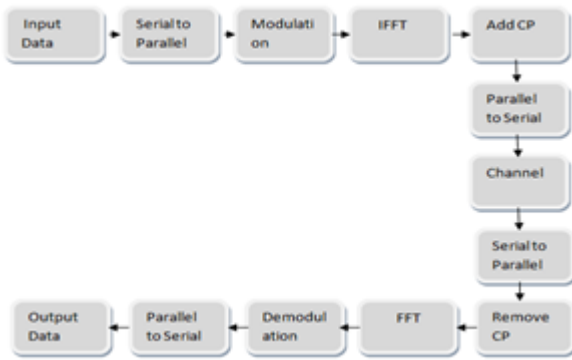 Input
Data
Serial to
Parallel
Modulati
on
IFFT
Add CP
Parallel
to Serial
Channel
Serial to
Parallel
Remove
CP
FFT
Demodul
ation
Parallel
to Serial
Output
Data